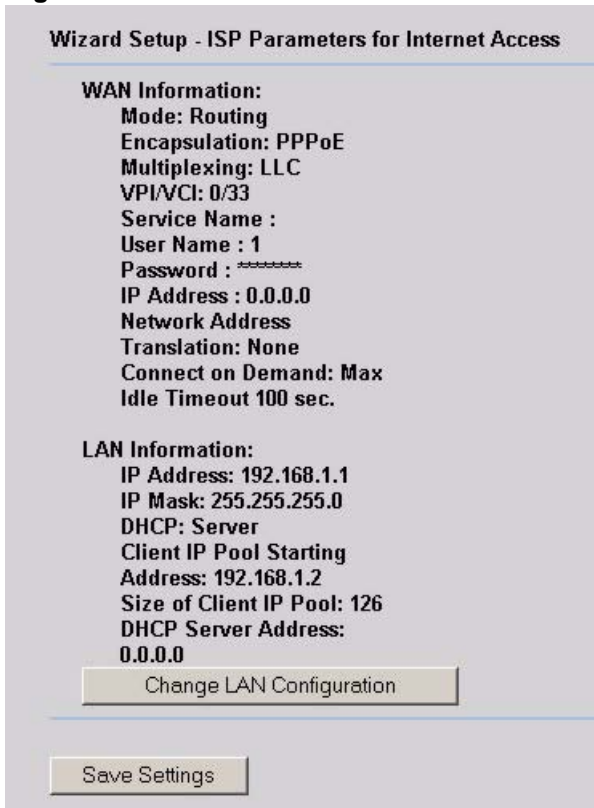 Wizard Setup - ISP Parameters for Internet Access
WAN Information:
Mode: Routing
Encapsulation: PPPoE
Multiplexing: LLC
VPI/VCI: 0/33
Service Name :
User Name : 1
Password : ********
IP Address : 0.0.0.0
Network Address
Translation: None
Connect on Demand: Max
Idle Timeout 100 sec.
LAN Information:
IP Address: 192.168.1.1
IP Mask: 255.255.255.0
DHCP: Server
Client IP Pool Starting
Address: 192.168.1.2
Size of Client IP Pool: 126
DHCP Server Address:
0.0.0.0
Change LAN Configuration
Save Settings